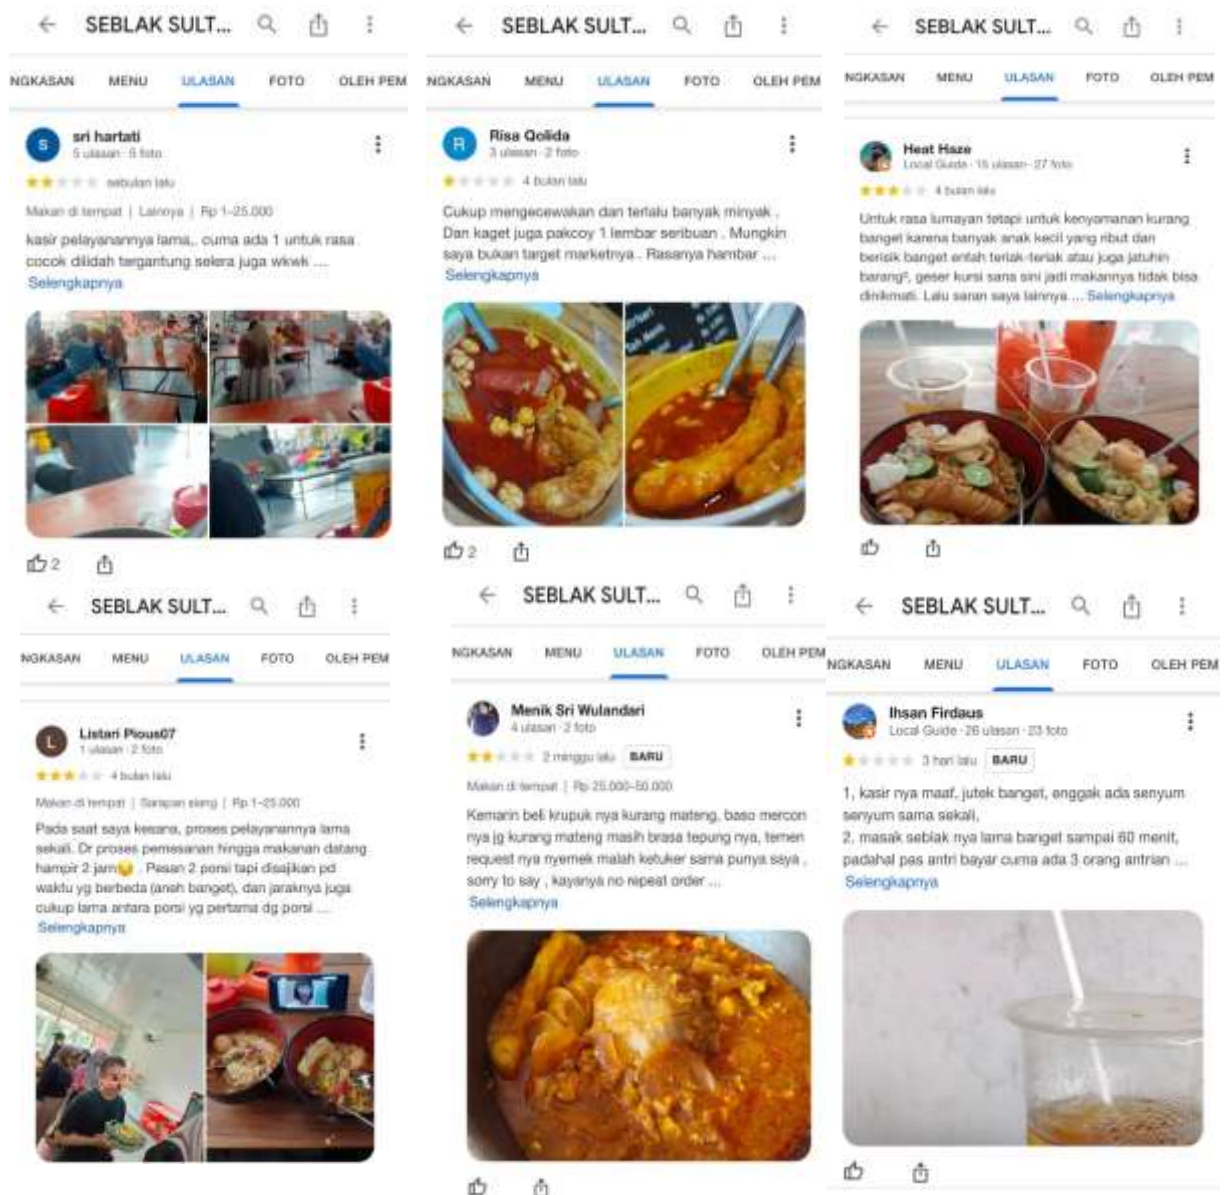 SEBLAK SULT...
NGKASAN MENU ULASAN FOTO OLEH PEM
S
sri hartati
5 ulasan · 5 foto
sebulan lalu
Makan di tempat | Lainnya | Rp 1–25.000
kasir pelayanannya lama,, cuma ada 1 untuk rasa
cocok dilidah tergantung selera juga wkwk ...
Selengkapnya
2
SEBLAK SULT...
NGKASAN MENU ULASAN FOTO OLEH PEM
R
Risa Qolida
3 ulasan · 2 foto
4 bulan lalu
Cukup mengecewakan dan terlalu banyak minyak .
Dan kaget juga pakcoy 1 lembar seribuan . Mungkin
saya bukan target marketnya . Rasanya hambar ...
Selengkapnya
2
SEBLAK SULT...
NGKASAN MENU ULASAN FOTO OLEH PEM
Heat Haze
Local Guide · 15 ulasan · 27 foto
4 bulan lalu
Untuk rasa lumayan tetapi untuk kenyamanan kurang
banget karena banyak anak kecil yang ribut dan
berisik banget entah teriak-teriak atau juga jatuhin
barang², geser kursi sana sini jadi makannya tidak bisa
dinikmati. Lalu saran saya lainnya ... Selengkapnya
SEBLAK SULT...
NGKASAN MENU ULASAN FOTO OLEH PEM
L
Listari Pious07
1 ulasan · 2 foto
4 bulan lalu
Makan di tempat | Sarapan siang | Rp 1–25.000
Pada saat saya kesana, proses pelayanannya lama
sekali. Dr proses pemesanan hingga makanan datang
hampir 2 jam😔 . Pesan 2 porsi tapi disajikan pd
waktu yg berbeda (aneh banget), dan jaraknya juga
cukup lama antara porsi yg pertama dg porsi ...
Selengkapnya
SEBLAK SULT...
NGKASAN MENU ULASAN FOTO OLEH PEM
Menik Sri Wulandari
4 ulasan · 2 foto
2 minggu lalu BARU
Makan di tempat | Rp 25.000–50.000
Kemarin beli krupuk nya kurang mateng, baso mercon
nya jg kurang mateng masih brasa tepung nya, temen
request nya nyemek malah ketuker sama punya saya ,
sorry to say , kayanya no repeat order ...
Selengkapnya
SEBLAK SULT...
NGKASAN MENU ULASAN FOTO OLEH PEM
Ihsan Firdaus
Local Guide · 26 ulasan · 23 foto
3 hari lalu BARU
1, kasir nya maaf, jutek banget, enggak ada senyum
senyum sama sekali,
2. masak seblak nya lama banget sampai 60 menit,
padahal pas antri bayar cuma ada 3 orang antrian ...
Selengkapnya